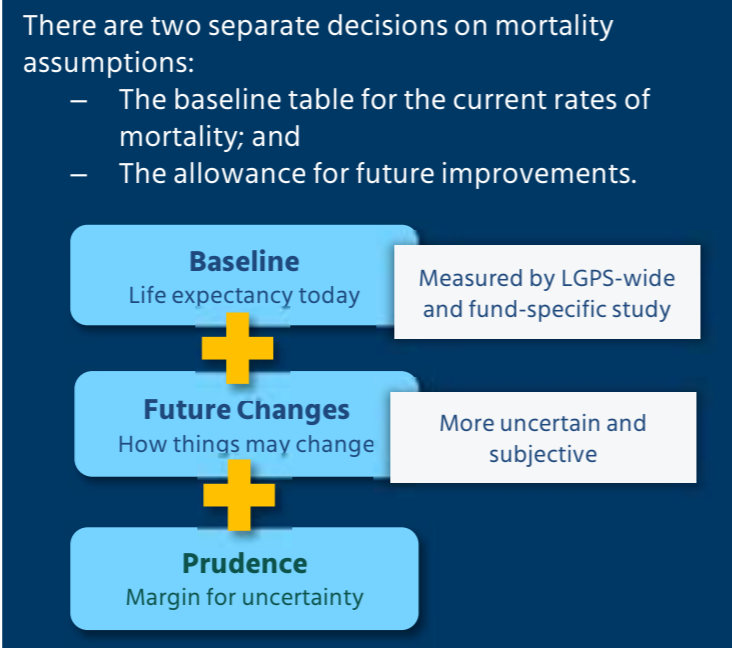 There are two separate decisions on mortality
assumptions:
– The baseline table for the current rates of
mortality; and
– The allowance for future improvements.
Baseline
Life expectancy today
Measured by LGPS-wide
and fund-specific study
Future Changes
How things may change
More uncertain and
subjective
Prudence
Margin for uncertainty